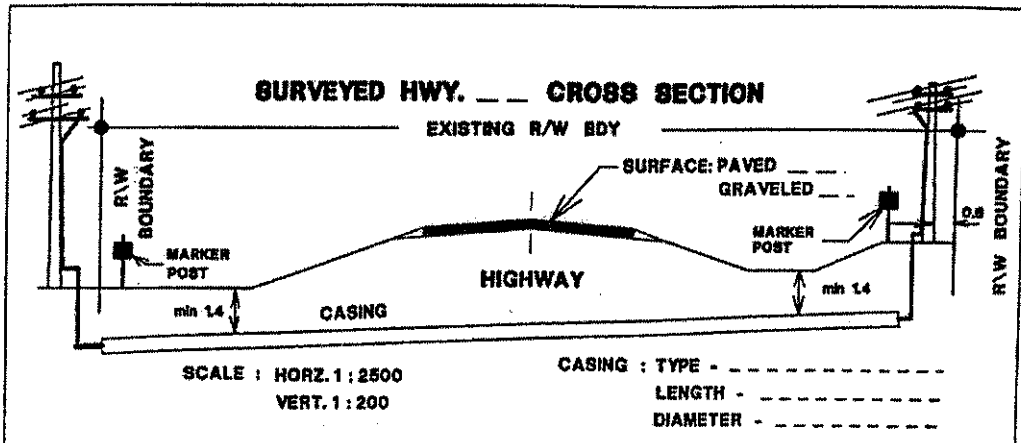 SURVEYED HWY. _ _ CROSS SECTION
EXISTING R/W BDY
R\W
BOUNDARY
SURFACE: PAVED _ _ _
GRAVELED _ _
MARKER
POST
MARKER
POST
0.6
R\W BOUNDARY
HIGHWAY
min 1.4
CASING
min 1.4
SCALE : HORZ. 1 : 2500
VERT. 1 : 200
CASING : TYPE - _ _ _ _ _ _ _ _ _ _
LENGTH - _ _ _ _ _ _ _ _ _
DIAMETER - _ _ _ _ _ _ _ _ _